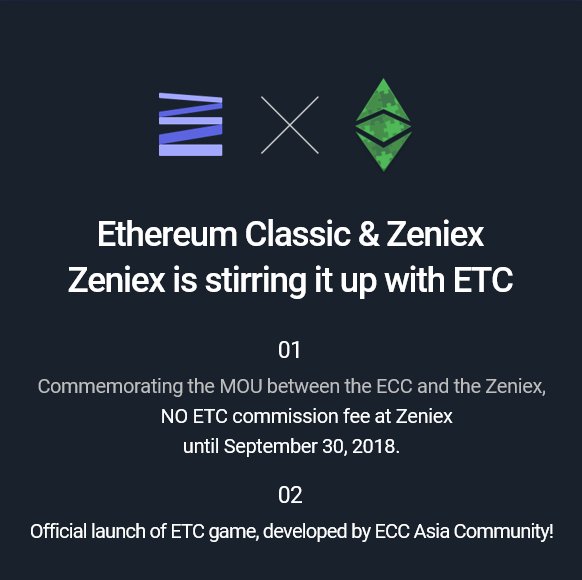 Ethereum Classic & Zeniex
Zeniex is stirring it up with ETC
01
Commemorating the MOU between the ECC and the Zeniex,
NO ETC commission fee at Zeniex
until September 30, 2018.
02
Official launch of ETC game, developed by ECC Asia Community!